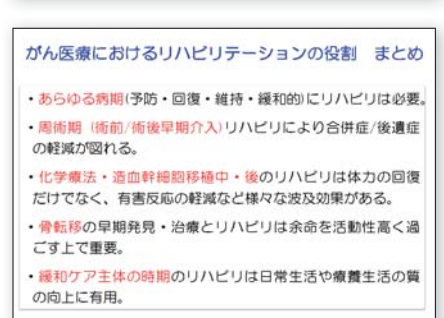 がん医療におけるリハビリテーションの役割　まとめ
・あらゆる病期(予防・回復・維持・緩和的)にリハビリは必要。
・周術期（術前/術後早期介入）リハビリにより合併症/後遺症
の軽減が図れる。
・化学療法・造血幹細胞移植中・後のリハビリは体力の回復
だけでなく、有害反応の軽減など様々な波及効果がある。
・骨転移の早期発見・治療とリハビリは余命を活動性高く過
ごす上で重要。
・緩和ケア主体の時期のリハビリは日常生活や療養生活の質
の向上に有用。